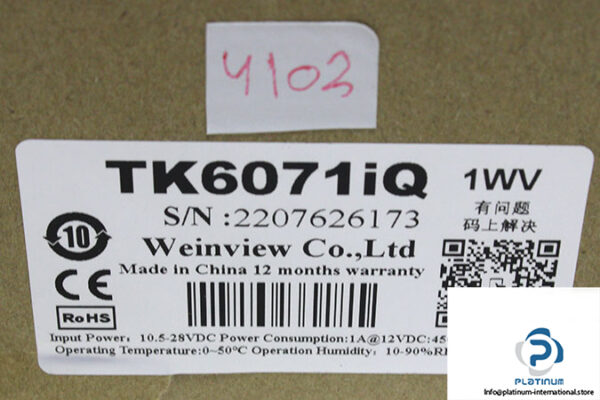 4102
TK6071iQ 1WV
S/N :2207626173
有问题
码上解决
Weinview Co.,Ltd
Made in China 12 months warranty
10
CE
RoHS
Input Power: 10.5-28VDC Power Consumption:1A@12VDC:45
Operating Temperature:0~50℃ Operation Humidity: 10-90%R
PLATINUM
Info@platinum-international.store